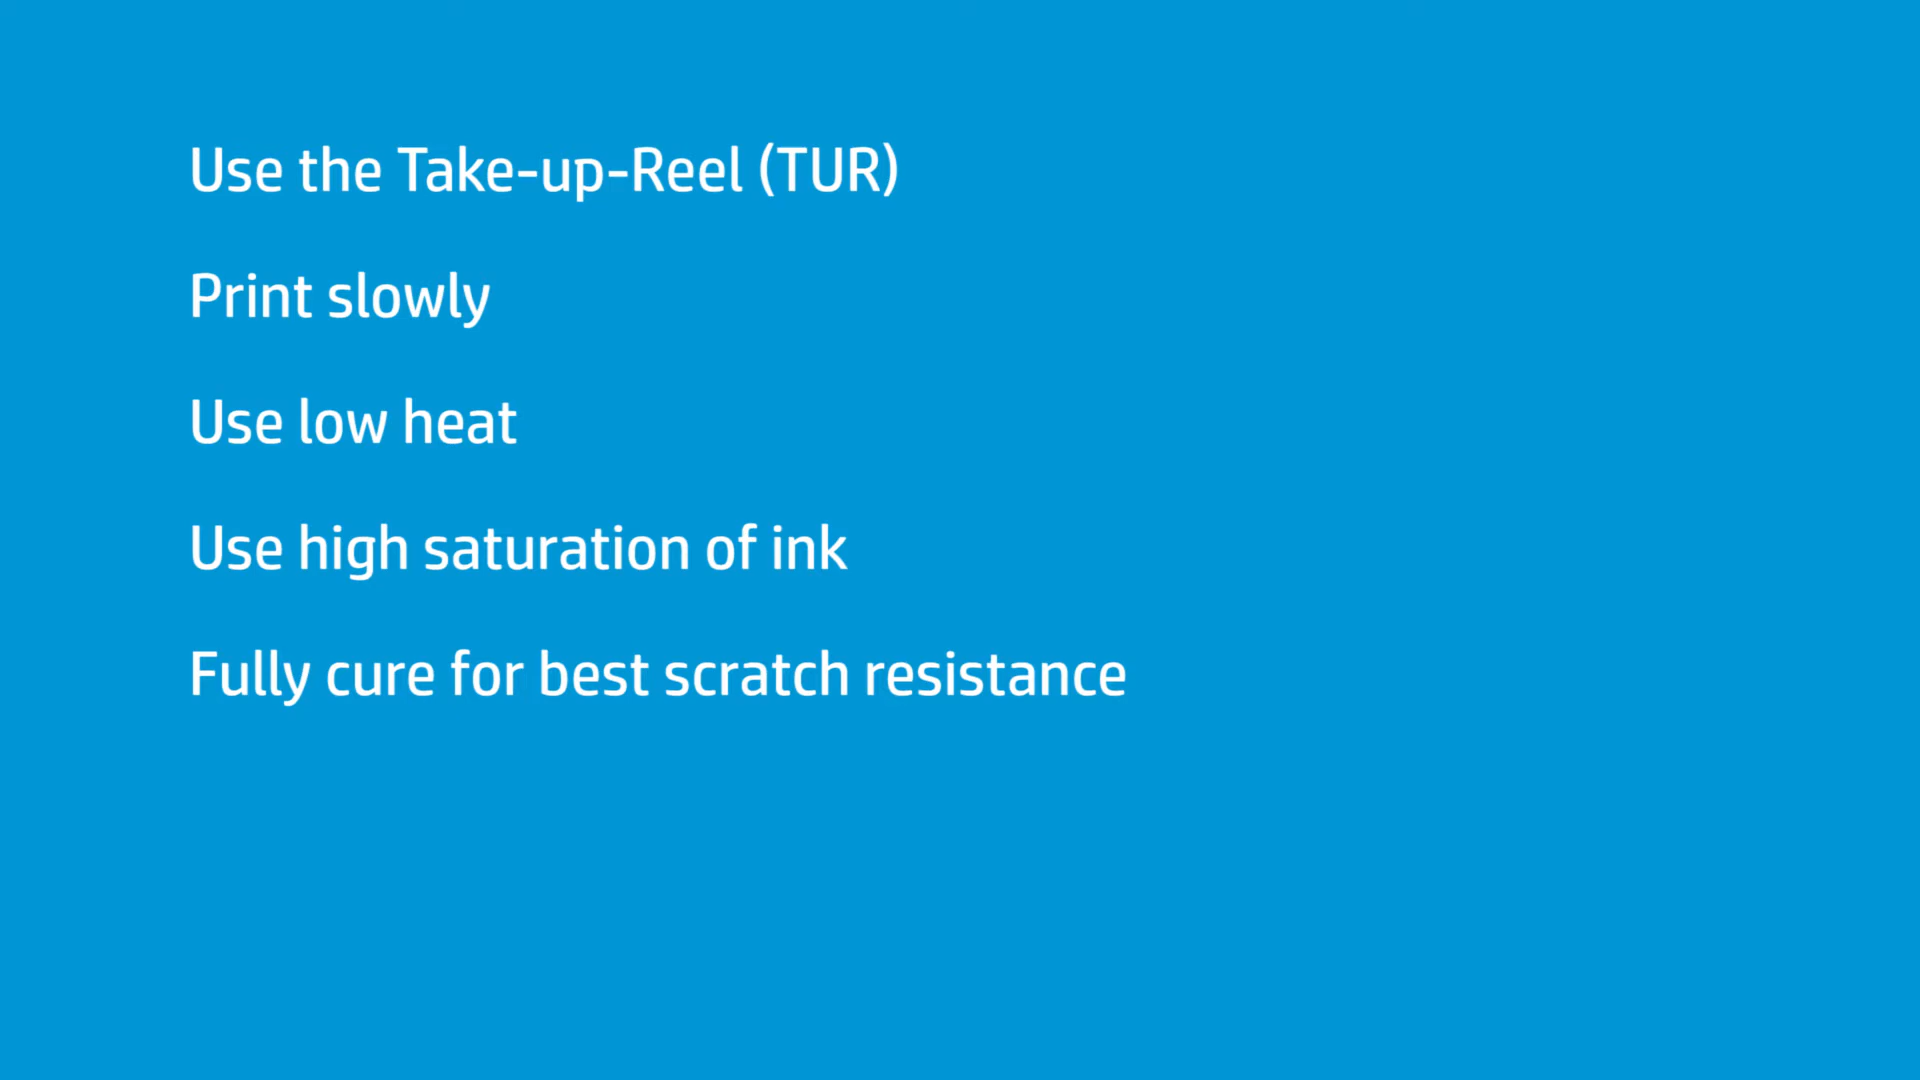 Use the Take-up-Reel (TUR)
Print slowly
Use low heat
Use high saturation of ink
Fully cure for best scratch resistance